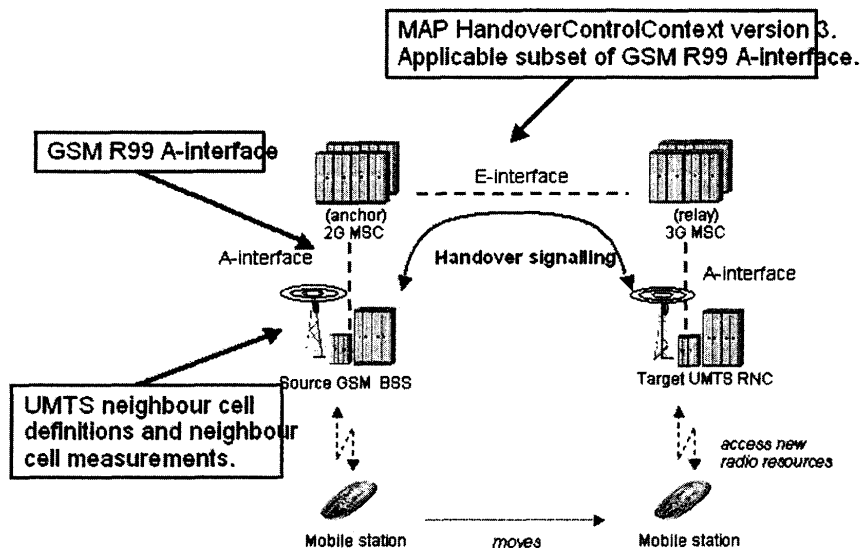 MAP HandoverControlContext version 3.
Applicable subset of GSM R99 A-interface.
GSM R99 A-interface
E-interface
(anchor)
2G MSC
(relay)
3G MSC
A-interface
Handover signalling
A-interface
Source GSM BSS
Target UMTS RNC
UMTS neighbour cell
definitions and neighbour
cell measurements.
access new
radio resources
Mobile station
moves
Mobile station